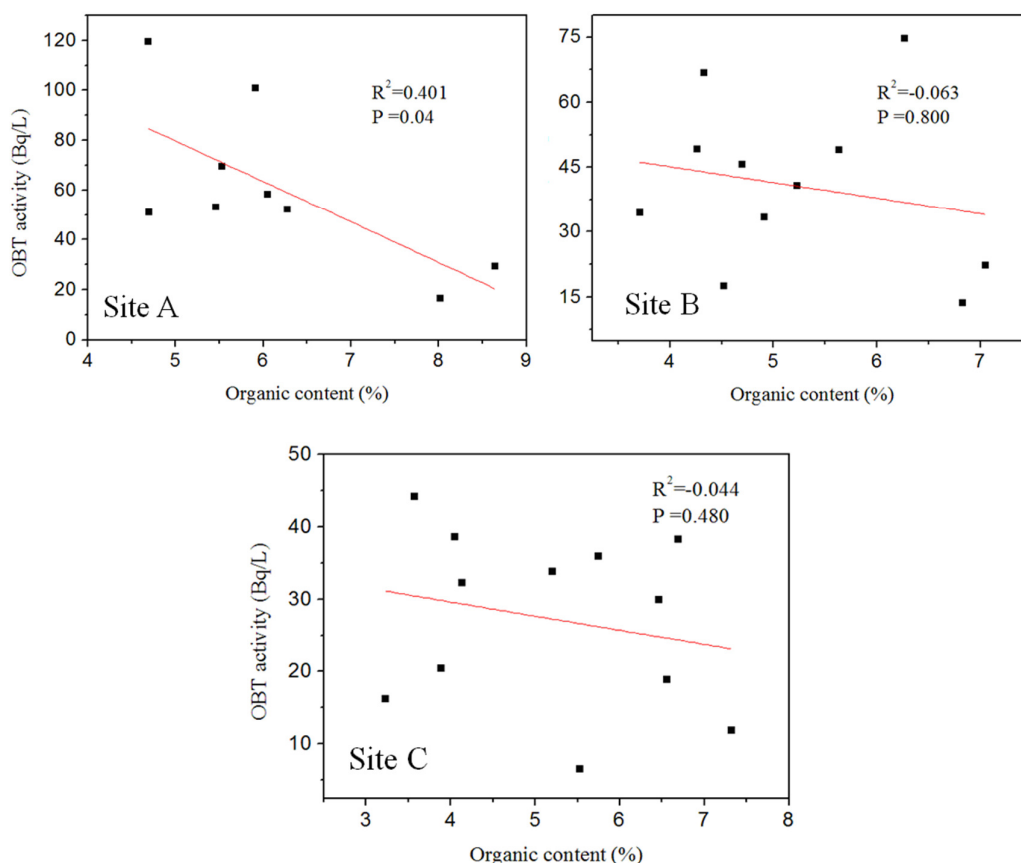 120
100
80
60
40
20
0
OBT activity (Bq/L)
R²=0.401
P =0.04
Site A
4 5 6 7 8 9
Organic content (%)
75
60
45
30
15
R²=-0.063
P =0.800
Site B
4 5 6 7
Organic content (%)
50
40
30
20
10
OBT activity (Bq/L)
R²=-0.044
P =0.480
Site C
3 4 5 6 7 8
Organic content (%)